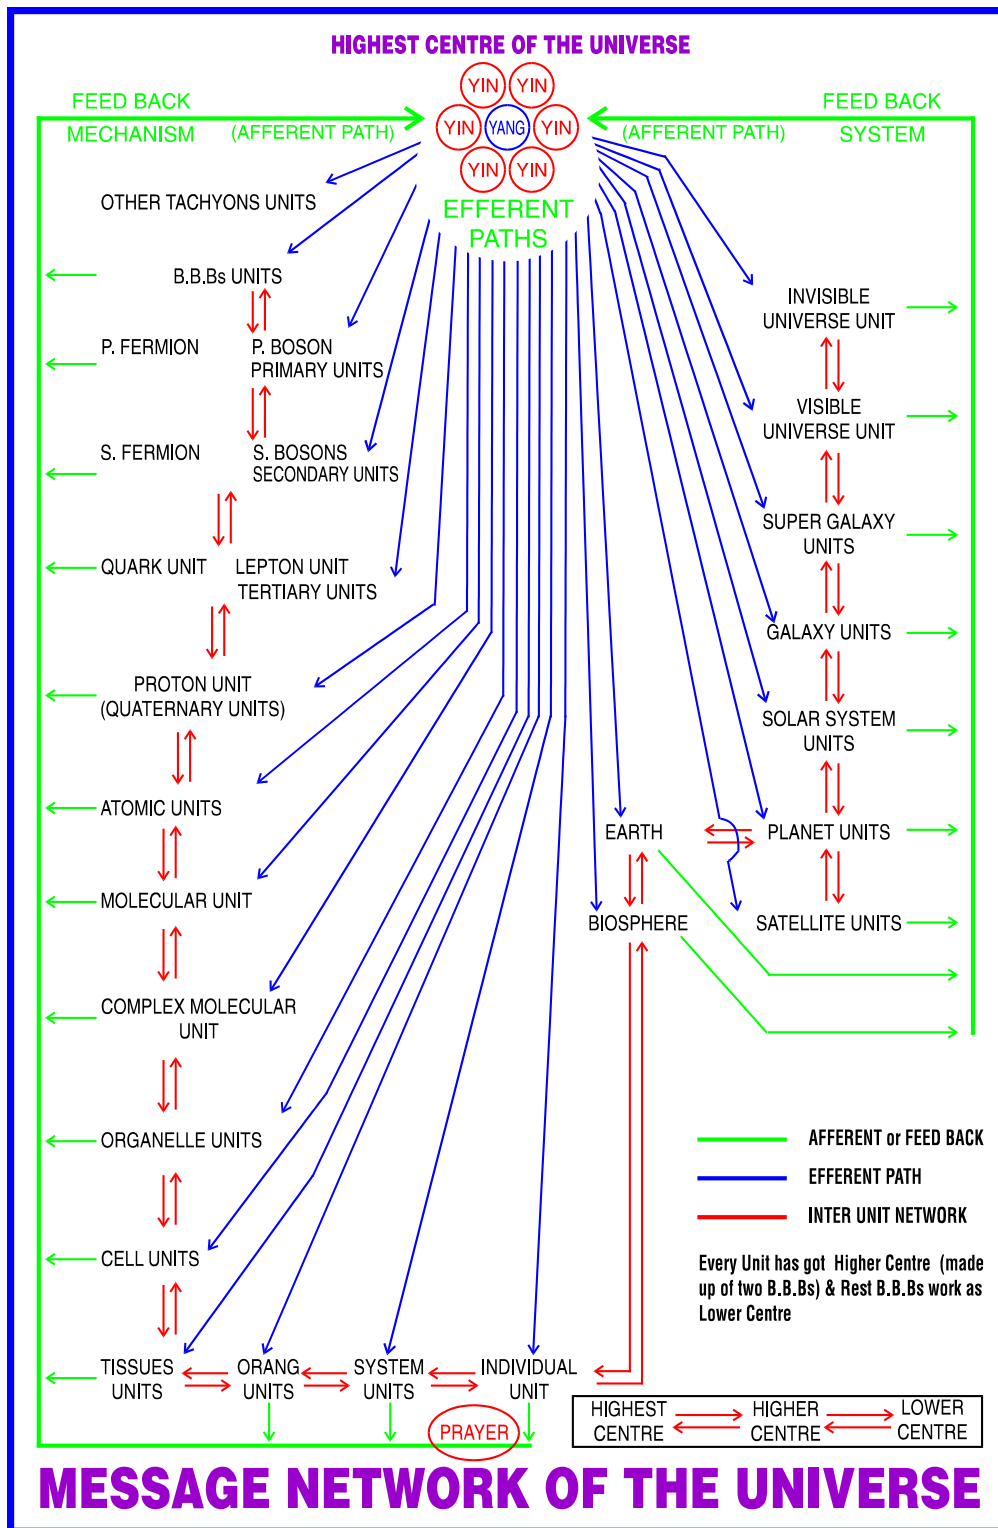 HIGHEST CENTRE OF THE UNIVERSE
YIN YIN
YIN YANG YIN
YIN YIN
FEED BACK
MECHANISM (AFFERENT PATH)
FEED BACK
(AFFERENT PATH) SYSTEM
EFFERENT
PATHS
OTHER TACHYONS UNITS
B.B.Bs UNITS
P. FERMION P. BOSON
PRIMARY UNITS
S. FERMION S. BOSONS
SECONDARY UNITS
QUARK UNIT LEPTON UNIT
TERTIARY UNITS
PROTON UNIT
(QUATERNARY UNITS)
ATOMIC UNITS
MOLECULAR UNIT
COMPLEX MOLECULAR
UNIT
ORGANELLE UNITS
CELL UNITS
TISSUES
UNITS
ORANG
UNITS
SYSTEM
UNITS
INDIVIDUAL
UNIT
PRAYER
INVISIBLE
UNIVERSE UNIT
VISIBLE
UNIVERSE UNIT
SUPER GALAXY
UNITS
GALAXY UNITS
SOLAR SYSTEM
UNITS
EARTH
PLANET UNITS
BIOSPHERE
SATELLITE UNITS
AFFERENT or FEED BACK
EFFERENT PATH
INTER UNIT NETWORK
Every Unit has got Higher Centre (made
up of two B.B.Bs) & Rest B.B.Bs work as
Lower Centre
HIGHEST
CENTRE
HIGHER
CENTRE
LOWER
CENTRE
MESSAGE NETWORK OF THE UNIVERSE